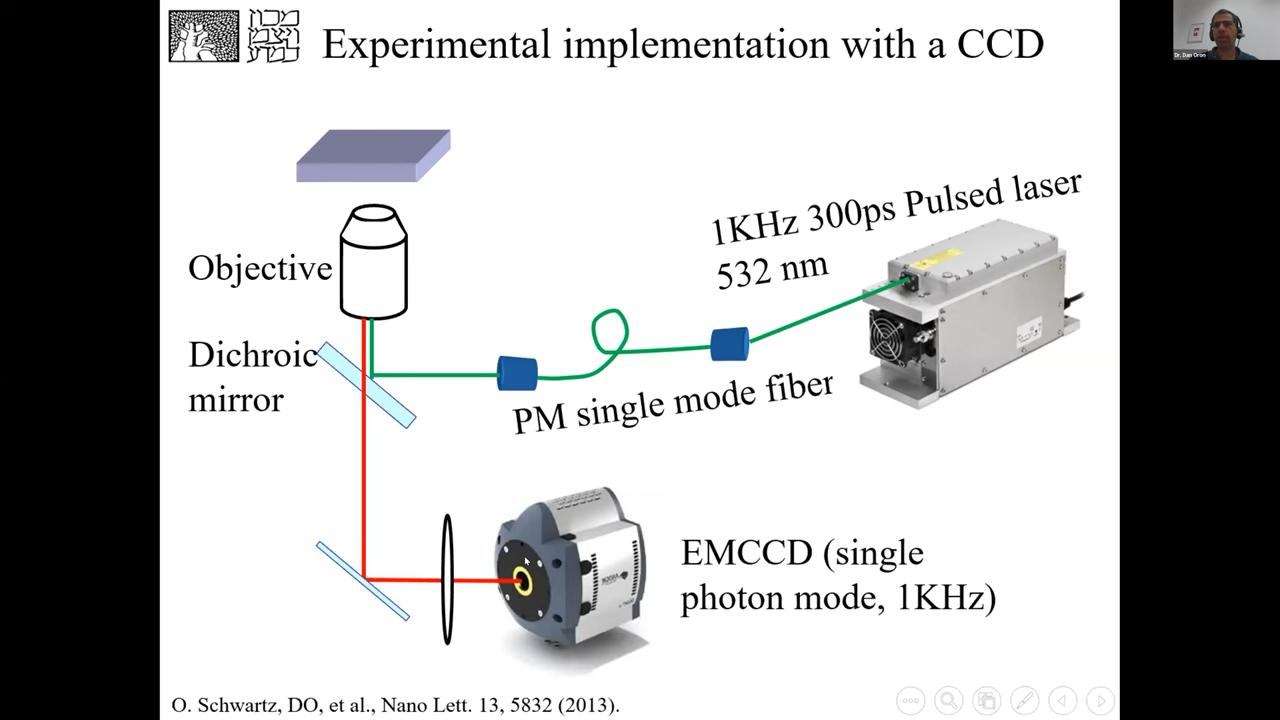 Experimental implementation with a CCD
Dr. Dan Oron
1KHz 300ps Pulsed laser
532 nm
Objective
Dichroic
mirror
PM single mode fiber
EMCCD (single
photon mode, 1KHz)
O. Schwartz, DO, et al., Nano Lett. 13, 5832 (2013).